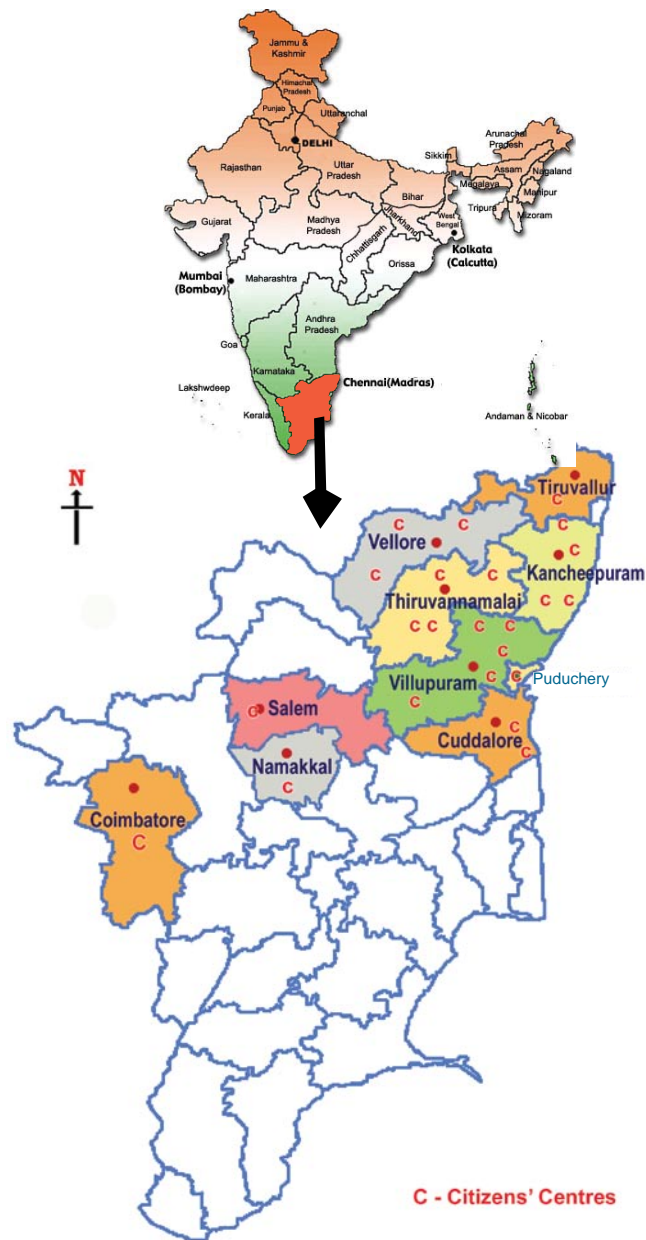 Jammu &
Kashmir
Himachal
Pradesh
Punjab
Uttaranchal
DELHI
Arunachal
Pradesh
Sikkim
Rajasthan
Uttar
Pradesh
Assam
Nagaland
Bihar
Megalaya
Manipur
Tripura
Mizoram
Gujarat
Madhya
Pradesh
Jharkhand
West
Bengal
Chhattisgarh
Kolkata
(Calcutta)
Orissa
Mumbai
(Bombay)
Maharashtra
Andhra
Pradesh
Goa
Karnataka
Chennai(Madras)
Lakshwdeep
Kerala
Andaman & Nicobar
N
Tiruvallur
C
C
C
C
Vellore
C
C
Kancheepuram
C
C
C
C
C
Thiruvannamalai
C
C
C
C
C
C
Villupuram
C
C
C
Puduchery
C
Salem
C
Cuddalore
C
Namakkal
C
Coimbatore
C
C - Citizens' Centres